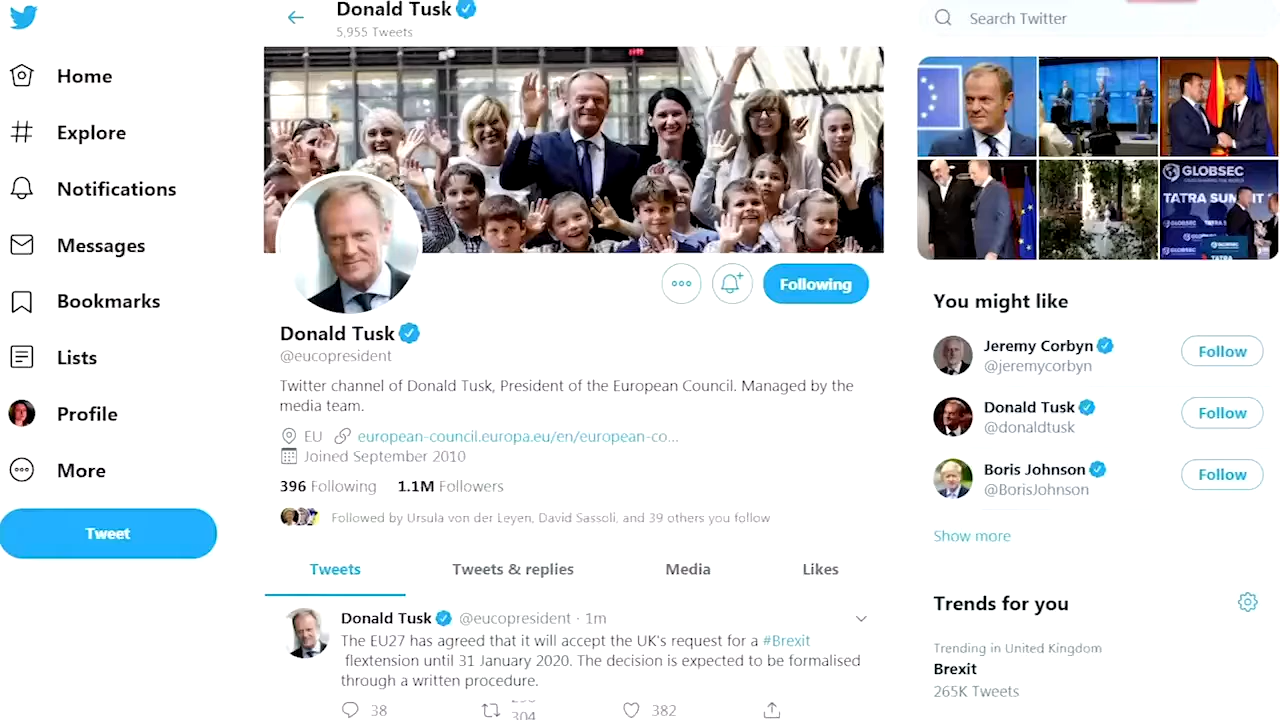 Donald Tusk
5,955 Tweets
Search Twitter
Home
Explore
Notifications
Messages
Bookmarks
Lists
Profile
More
Tweet
Following
Donald Tusk
@eucopresident
Twitter channel of Donald Tusk, President of the European Council. Managed by the
media team.
EU european-council.europa.eu/en/european-co...
Joined September 2010
396 Following 1.1M Followers
Followed by Ursula von der Leyen, David Sassoli, and 39 others you follow
Tweets Tweets & replies Media Likes
Donald Tusk @eucopresident · 1m
The EU27 has agreed that it will accept the UK's request for a #Brexit
flextension until 31 January 2020. The decision is expected to be formalised
through a written procedure.
38 304 382
GLOBSEC
TATRA SUMMIT
GLOBSEC
GLOBSEC
GLOBSEC
TATRA
You might like
Jeremy Corbyn
@jeremycorbyn
Follow
Donald Tusk
@donaldtusk
Follow
Boris Johnson
@BorisJohnson
Follow
Show more
Trends for you
Trending in United Kingdom
Brexit
265K Tweets